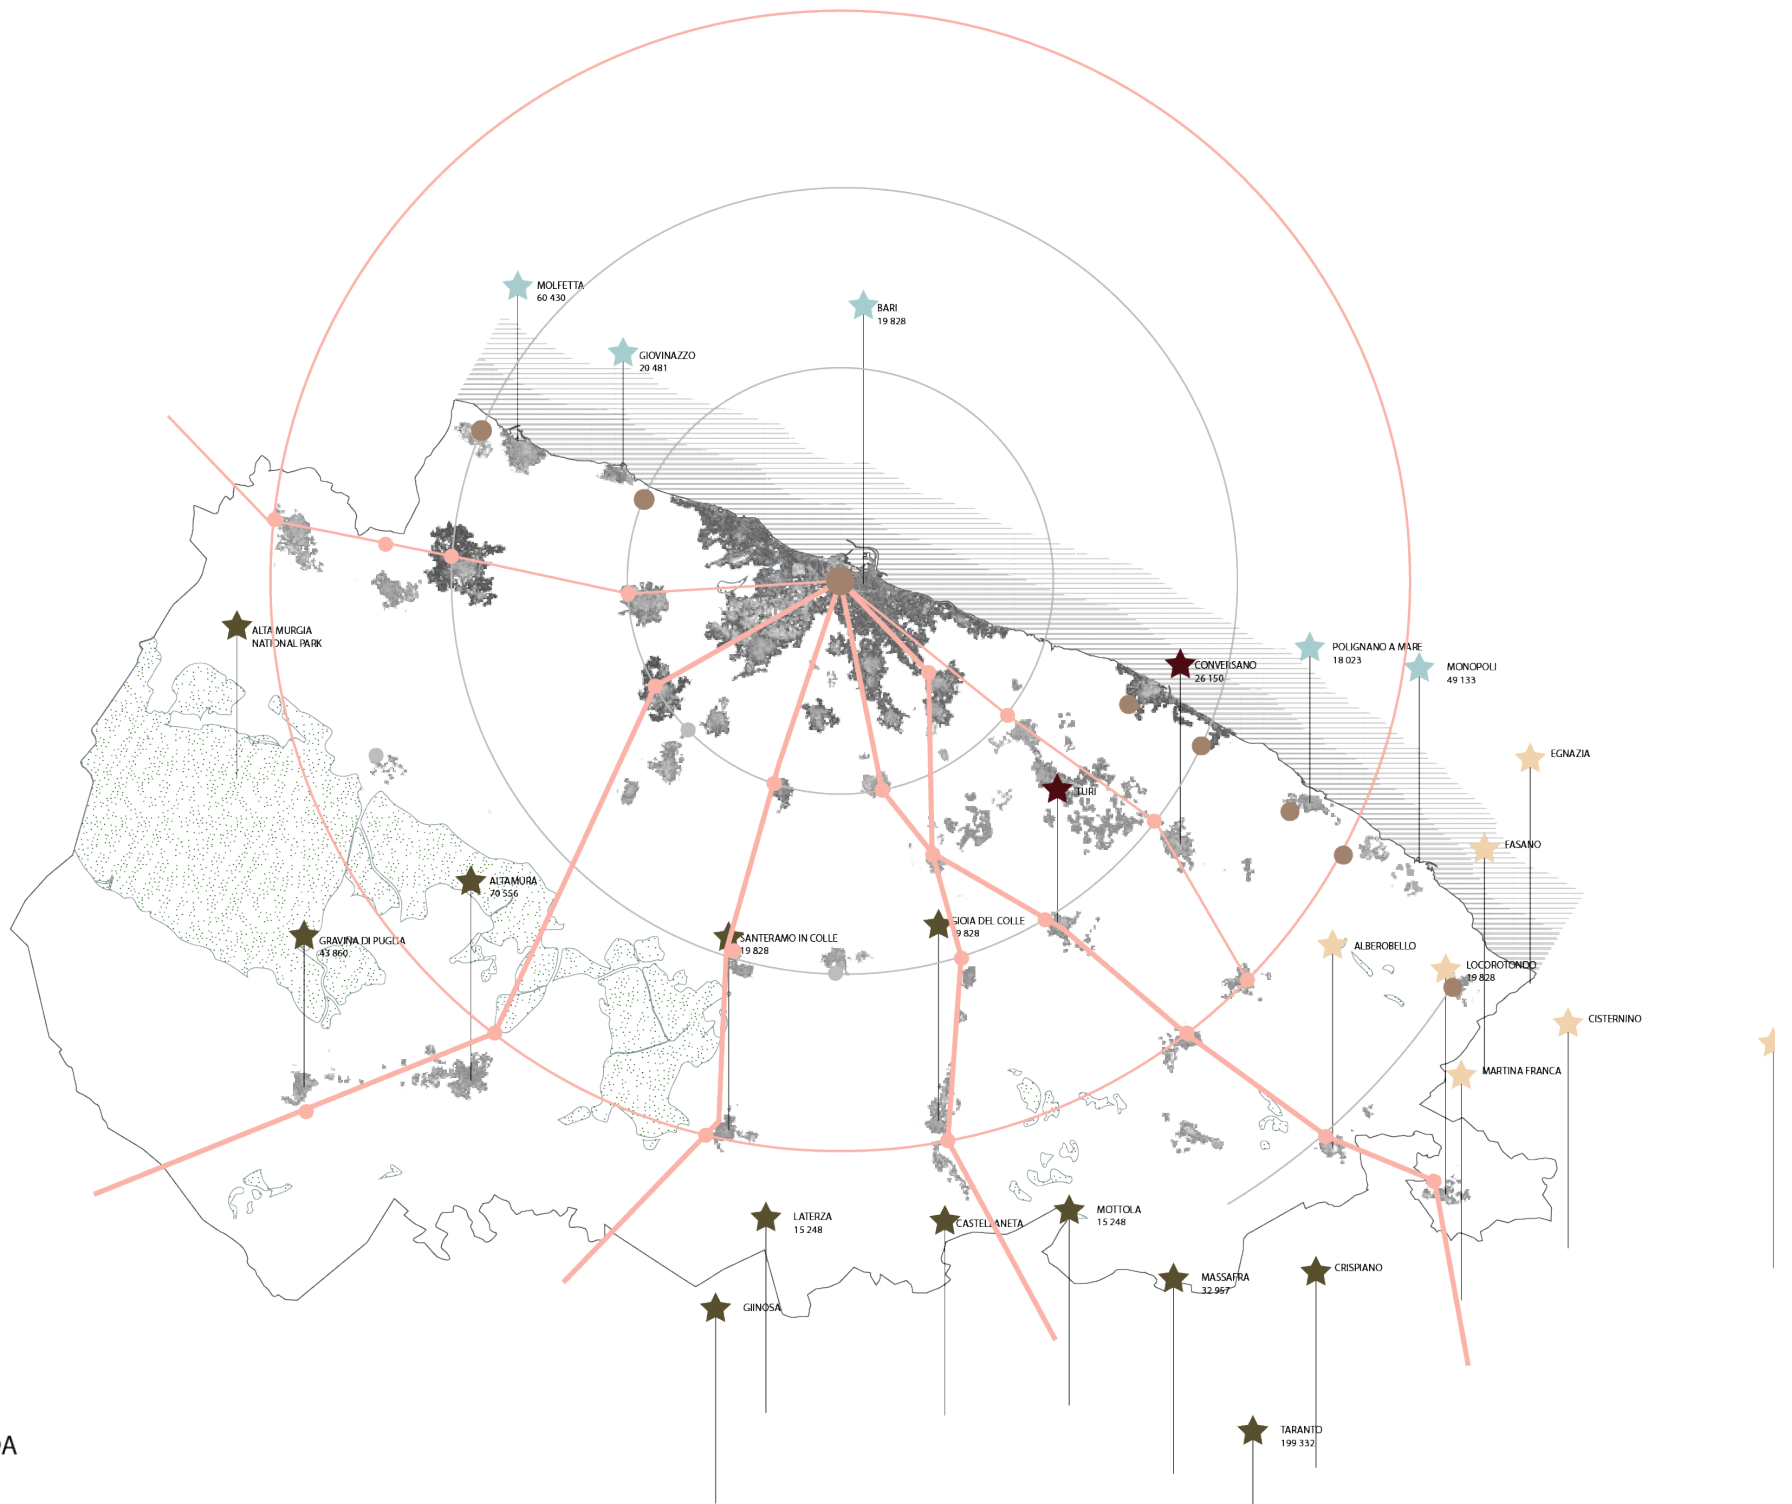 MOLFETTA
60 430
BARI
19 828
GIOVINAZZO
20 481
ALTA MURGIA
NATIONAL PARK
CONVERSANO
26 150
POLIGNANO A MARE
18 023
MONOPOLI
49 133
EGNAZIA
TURI
FASANO
ALTAMURA
70 556
GRAVINA DI PUGLIA
43 860
SANTERAMO IN COLLE
19 828
GIOIA DEL COLLE
9 828
ALBEROBELLO
LOCOROTONDO
19 828
CISTERNINO
MARTINA FRANCA
LATERZA
15 248
CASTELLANETA
MOTTOLA
15 248
MASSAFRA
32 957
CRISPIANO
GIINOSA
TARANTO
199 332